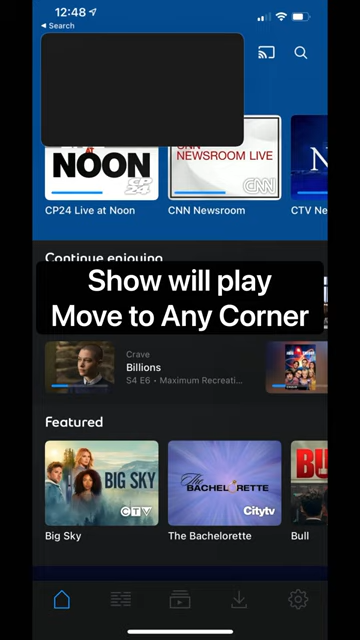 12:48
Search
NOON
CP24
NEWSROOM LIVE
CNN
N
CP24 Live at Noon
CNN Newsroom
CTV Ne
Continue enjoying
Show will play
Move to Any Corner
Crave
Billions
S4 E6 • Maximum Recreati...
Featured
BIG SKY
CTV
The
BACHELORETTE
Citytv
BU
Big Sky
The Bachelorette
Bull